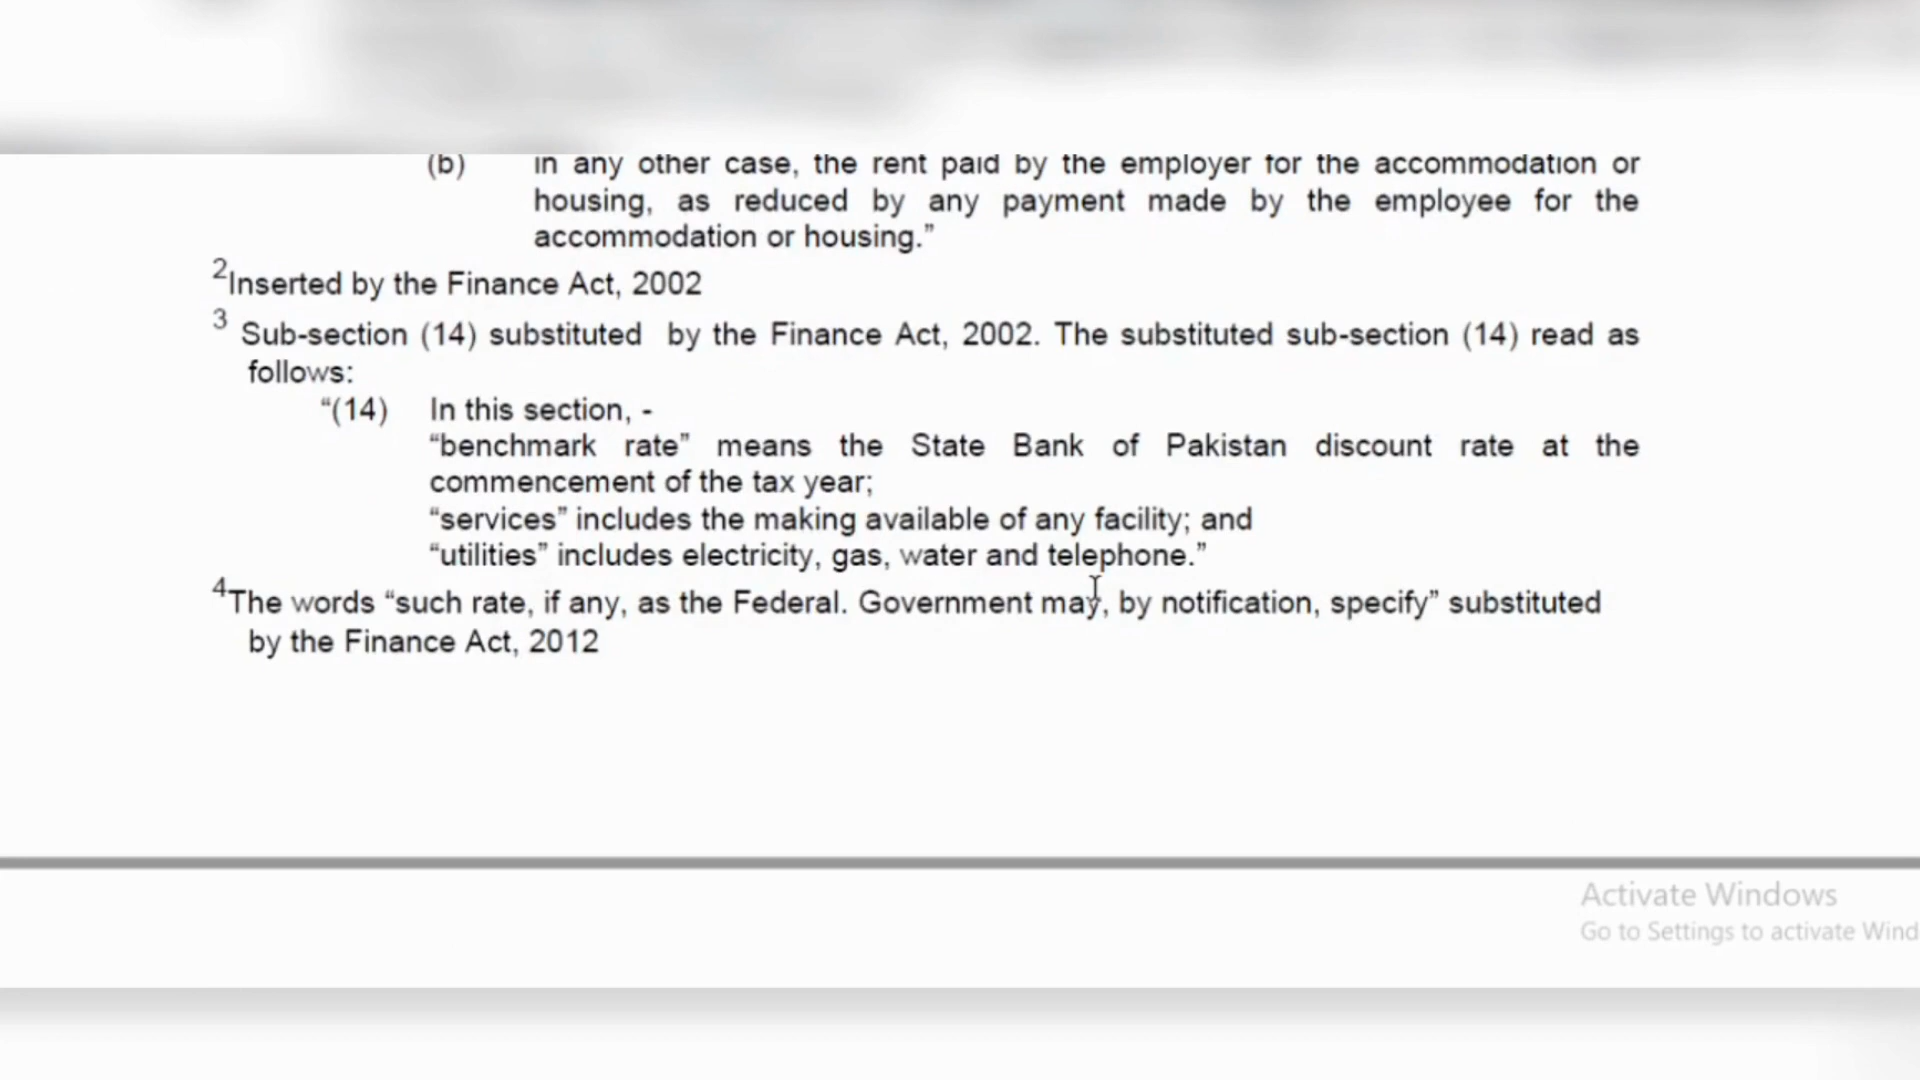 (b) in any other case, the rent paid by the employer for the accommodation or
housing, as reduced by any payment made by the employee for the
accommodation or housing.”
2Inserted by the Finance Act, 2002
3 Sub-section (14) substituted by the Finance Act, 2002. The substituted sub-section (14) read as
follows:
“(14) In this section, -
“benchmark rate” means the State Bank of Pakistan discount rate at the
commencement of the tax year;
“services” includes the making available of any facility; and
“utilities” includes electricity, gas, water and telephone.”
4The words “such rate, if any, as the Federal. Government may, by notification, specify” substituted
by the Finance Act, 2012
Activate Windows
Go to Settings to activate Wind